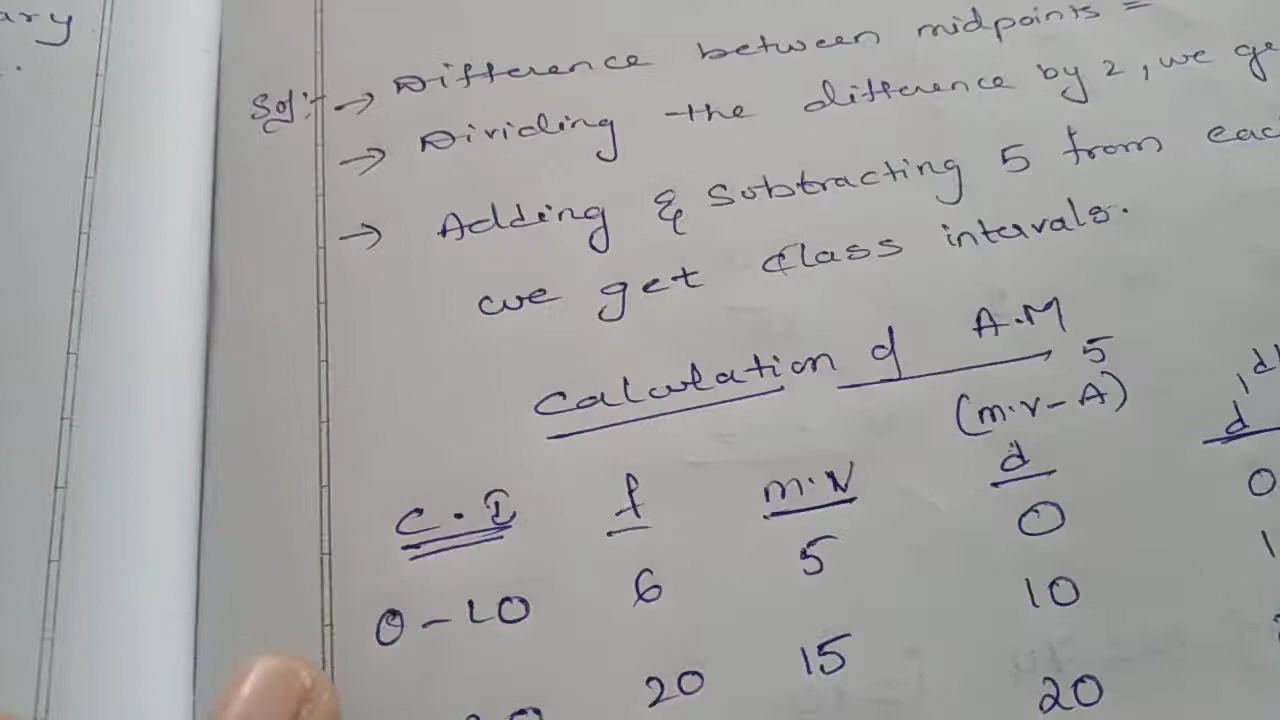 ary
Sol:- → Difference between midpoints =
→ Dividing the difference by 2, we ge
→ Adding & Subtracting 5 from eac
we get class intervals.
Calculation of A.M
5
(m.v-A) d'
C.I f m.v d d
0-10 6 5 0 0
20 15 10 1
20